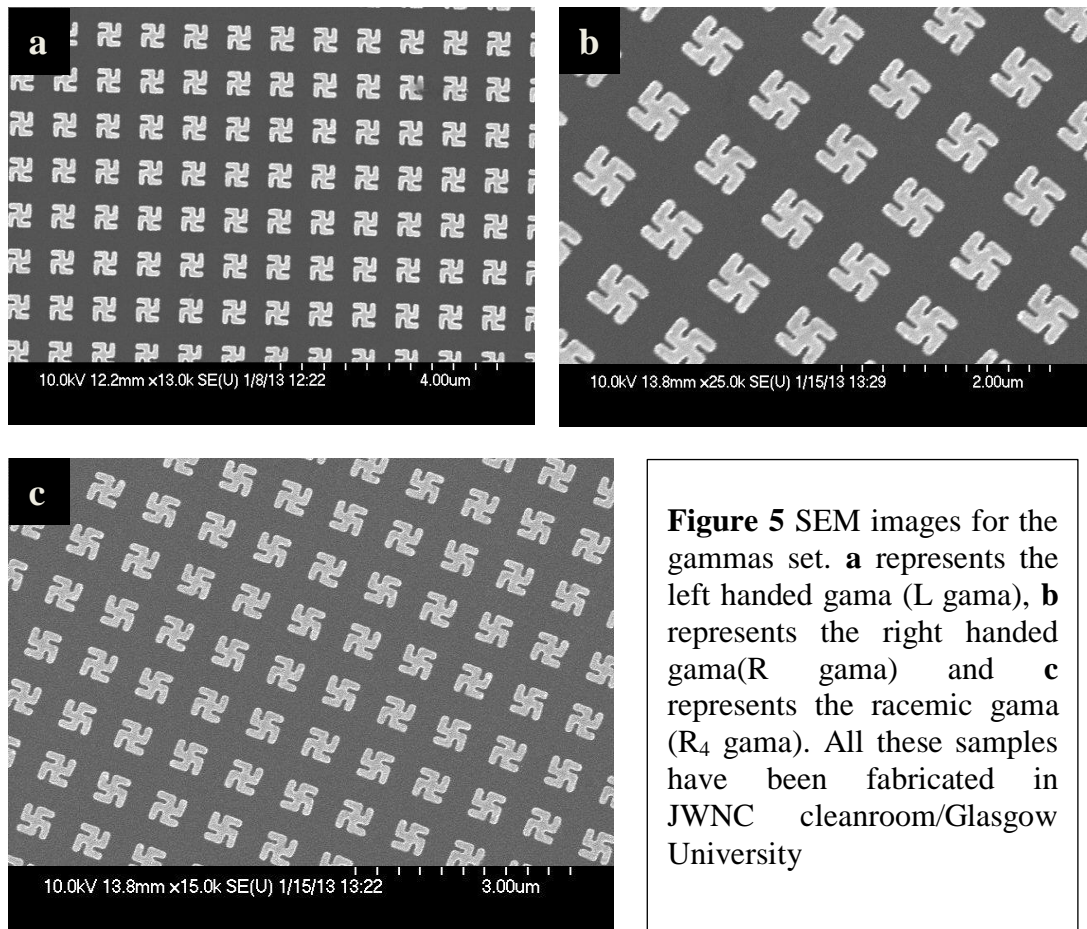 a
10.0kV 12.2mm x13.0k SE(U) 1/8/13 12:22 4.00um
b
10.0kV 13.8mm x25.0k SE(U) 1/15/13 13:29 2.00um
c
10.0kV 13.8mm x15.0k SE(U) 1/15/13 13:22 3.00um
Figure 5 SEM images for the
gammas set. a represents the
left handed gama (L gama), b
represents the right handed
gama(R gama) and c
represents the racemic gama
(R₄ gama). All these samples
have been fabricated in
JWNC cleanroom/Glasgow
University